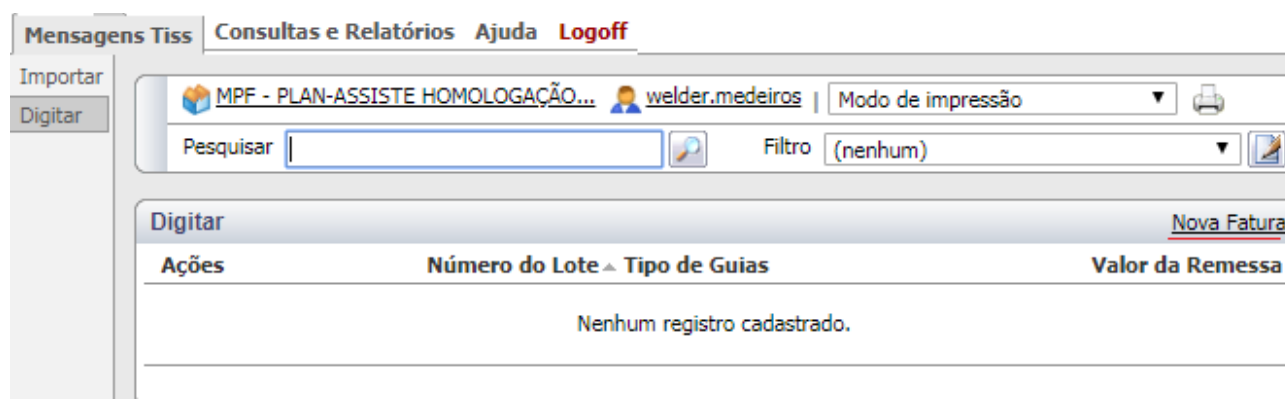 Mensagens Tiss Consultas e Relatórios Ajuda Logoff
Importar
Digitar
MPF - PLAN-ASSISTE HOMOLOGAÇÃO... welder.medeiros | Modo de impressão
Pesquisar Filtro (nenhum)
Digitar Nova Fatura
Ações Número do Lote Tipo de Guias Valor da Remessa
Nenhum registro cadastrado.